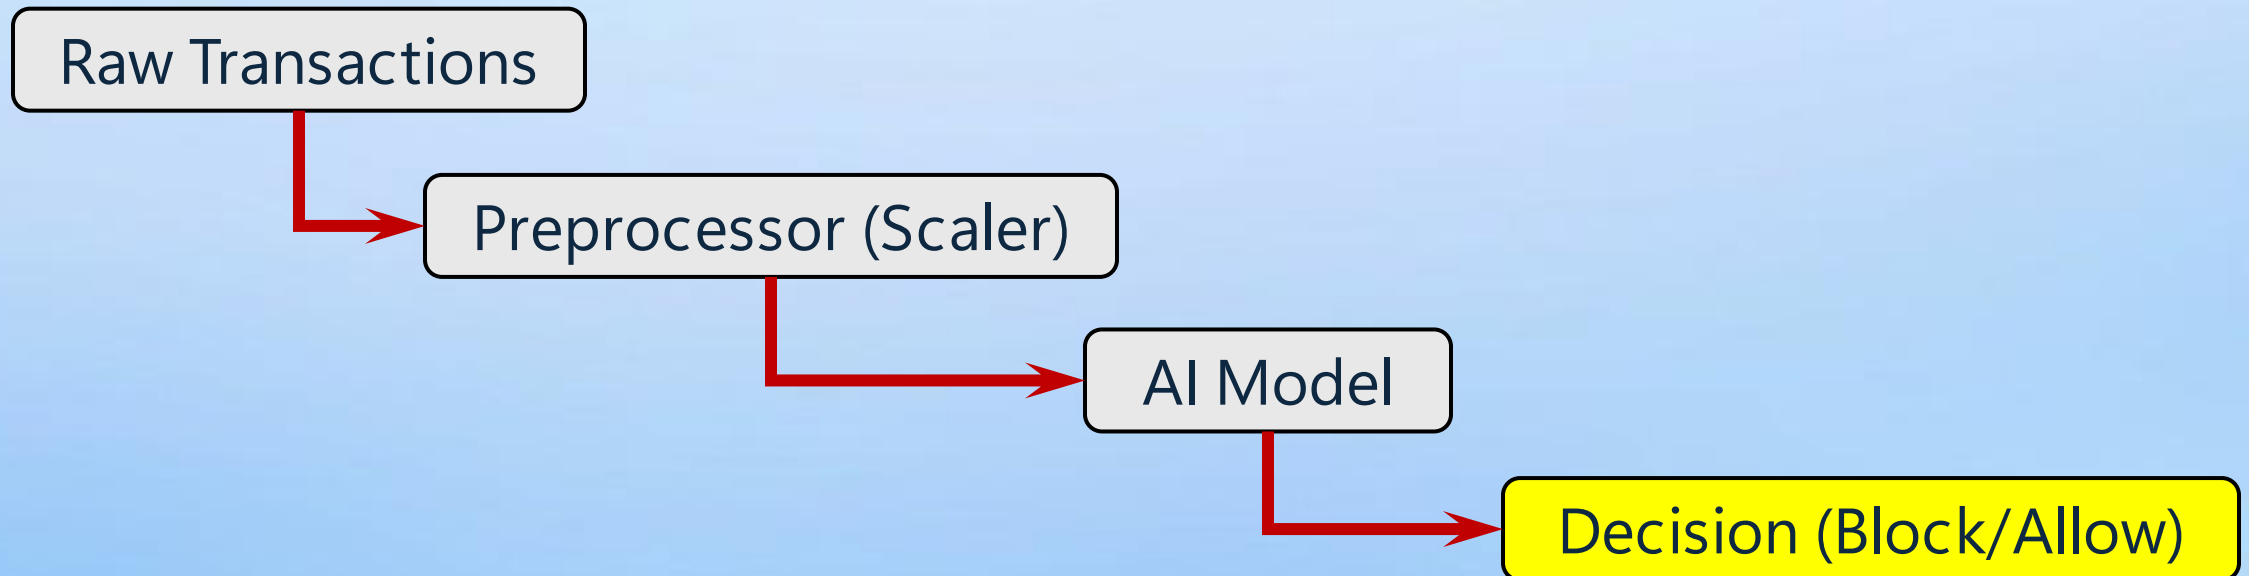 Raw Transactions
Preprocessor (Scaler)
AI Model
Decision (Block/Allow)